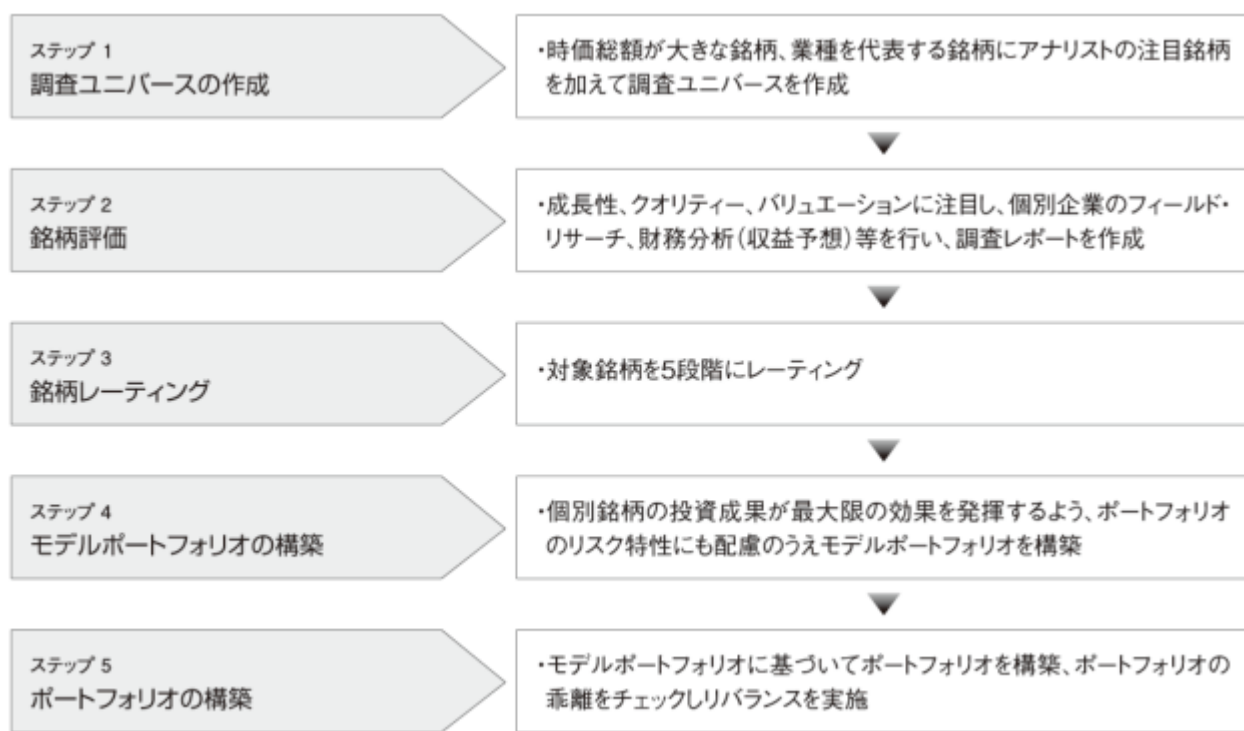 ステップ 1
調査ユニバースの作成
・時価総額が大きな銘柄、業種を代表する銘柄にアナリストの注目銘柄
を加えて調査ユニバースを作成
ステップ 2
銘柄評価
・成長性、クオリティー、バリュエーションに注目し、個別企業のフィールド・
リサーチ、財務分析(収益予想)等を行い、調査レポートを作成
ステップ 3
銘柄レーティング
・対象銘柄を5段階にレーティング
ステップ 4
モデルポートフォリオの構築
・個別銘柄の投資成果が最大限の効果を発揮するよう、ポートフォリオ
のリスク特性にも配慮のうえモデルポートフォリオを構築
ステップ 5
ポートフォリオの構築
・モデルポートフォリオに基づいてポートフォリオを構築、ポートフォリオの
乖離をチェックしリバランスを実施